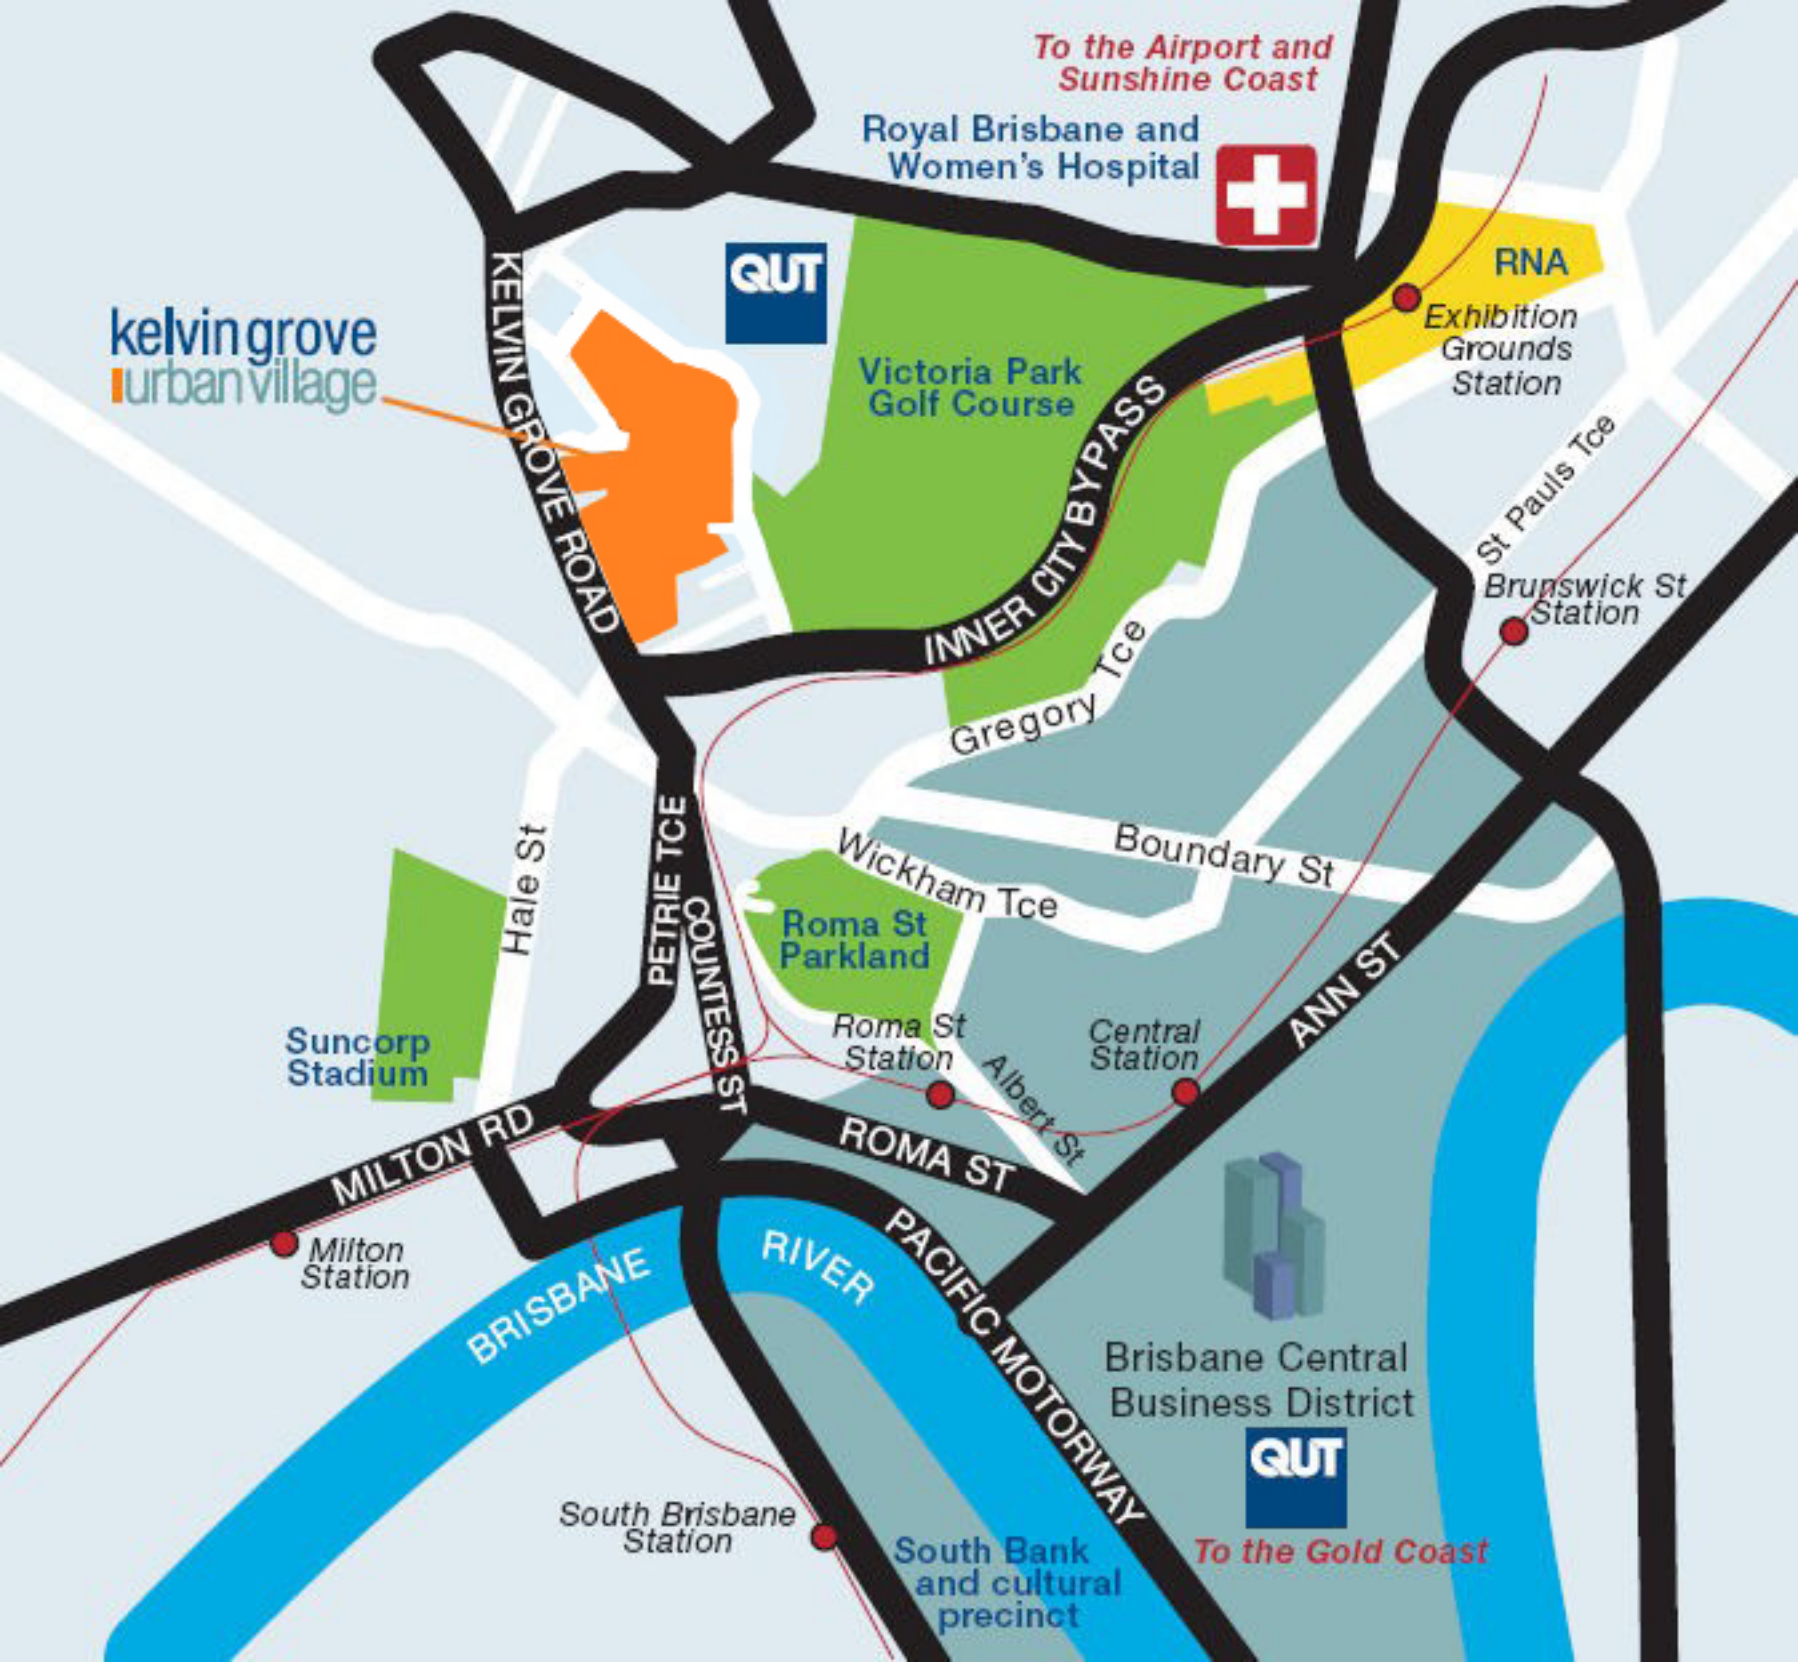 To the Airport and
Sunshine Coast
Royal Brisbane and
Women's Hospital
QUT
RNA
Exhibition
Grounds
Station
kelvingrove
urbanvillage
KELVIN GROVE ROAD
Victoria Park
Golf Course
INNER CITY BYPASS
St Pauls Tce
Brunswick St
Station
Gregory Tce
Boundary St
Wickham Tce
Hale St
PETRIE TCE
COUNTESS ST
Roma St
Parkland
Roma St
Station
Albert St
Central
Station
ANN ST
Suncorp
Stadium
MILTON RD
ROMA ST
Milton
Station
BRISBANE RIVER
PACIFIC MOTORWAY
Brisbane Central
Business District
QUT
To the Gold Coast
South Brisbane
Station
South Bank
and cultural
precinct